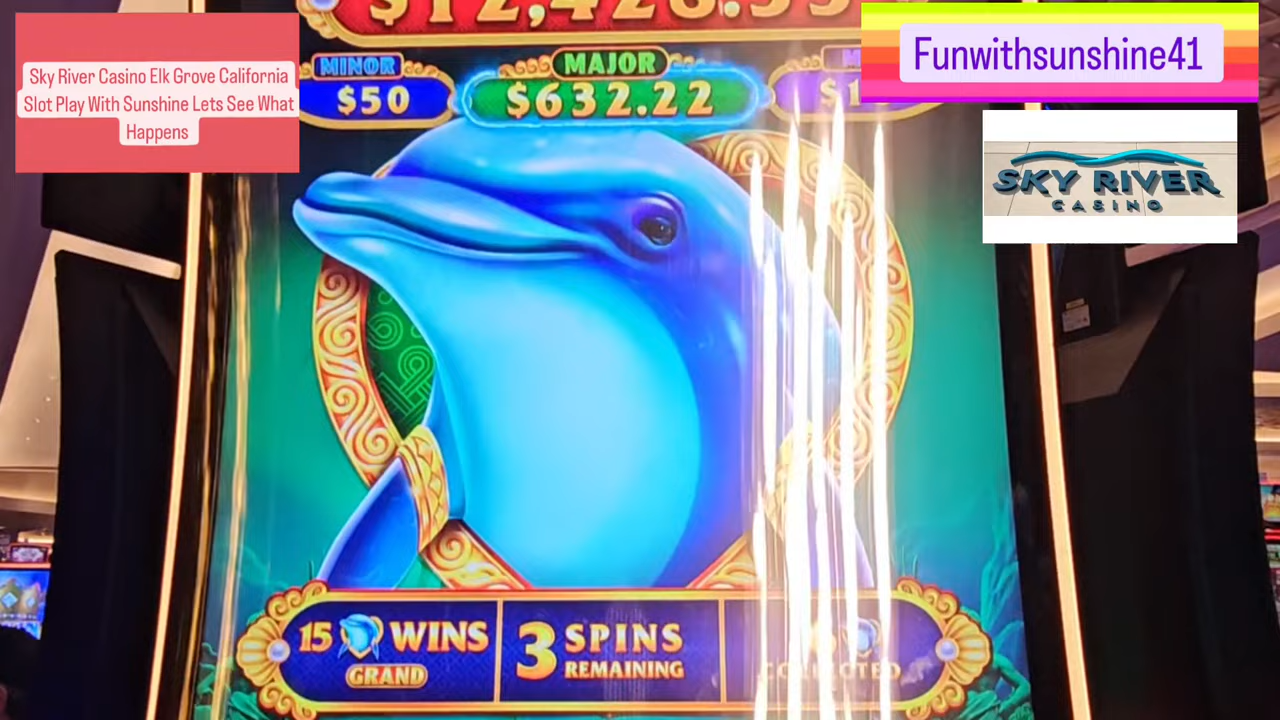 Sky River Casino Elk Grove California
Slot Play With Sunshine Lets See What
Happens
Funwithsunshine41
SKY RIVER
CASINO
MINOR
$50
MAJOR
$632.22
15 WINS
GRAND
3 SPINS
REMAINING
COLLECTED